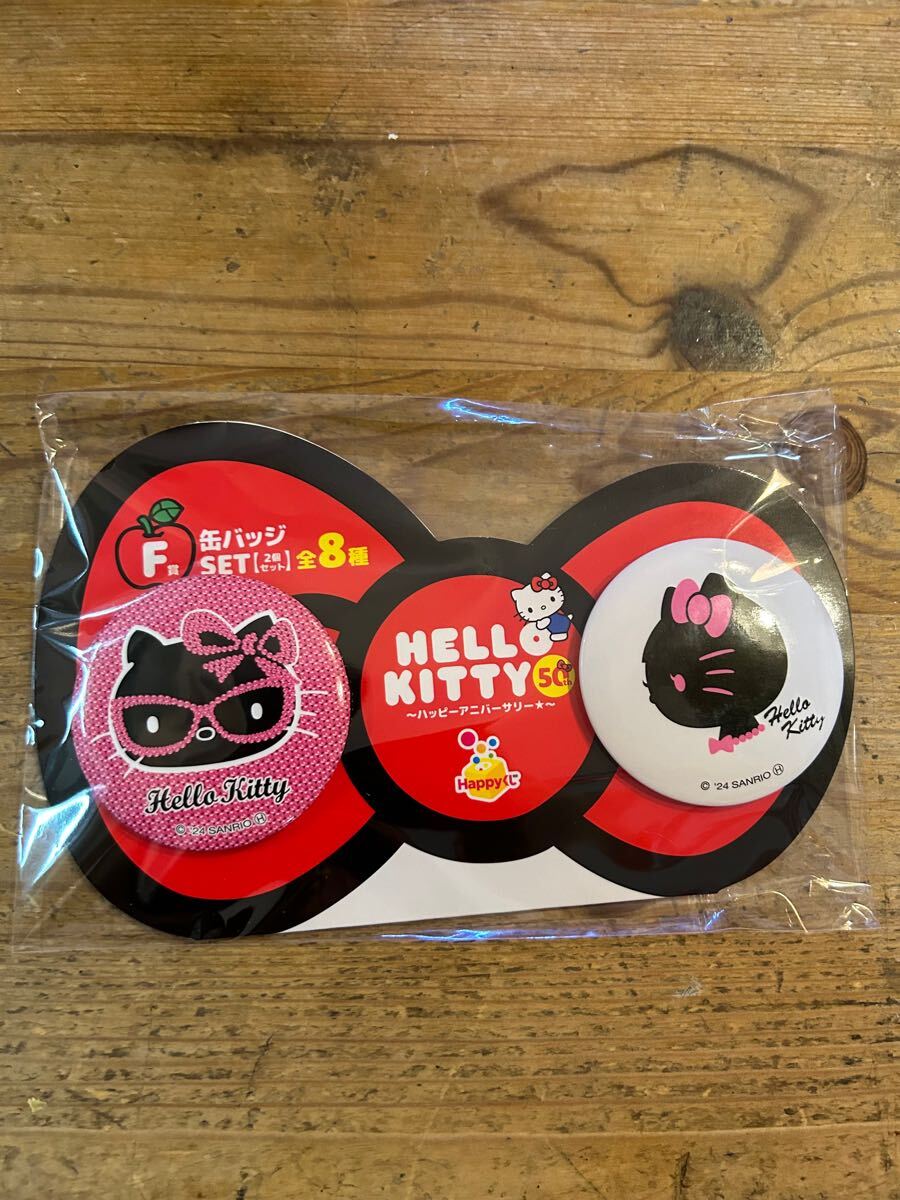 F賞
缶バッジ
SET【2個セット】全8種
Hello Kitty
© '24 SANRIO Ⓗ
HELLO
KITTY 50th
～ハッピーアニバーサリー★～
Happyくじ
Hello
Kitty
© '24 SANRIO Ⓗ